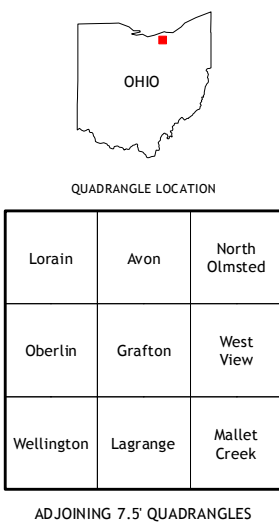 OHIO
QUADRANGLE LOCATION
Lorain
Avon
North
Olmsted
Oberlin
Grafton
West
View
Wellington
Lagrange
Mallet
Creek
ADJOINING 7.5' QUADRANGLES